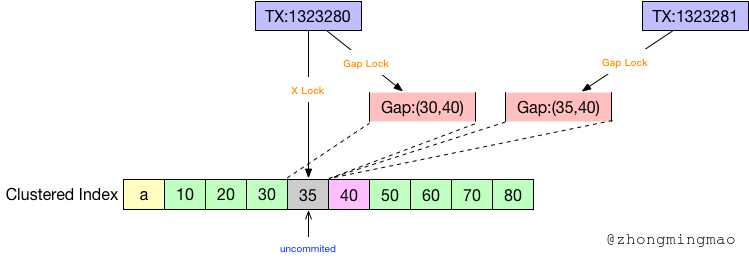 TX:1323280 TX:1323281
Gap Lock Gap Lock
X Lock
Gap:(30,40) Gap:(35,40)
Clustered Index a 10 20 30 35 40 50 60 70 80
uncommited
@zhongmingmao